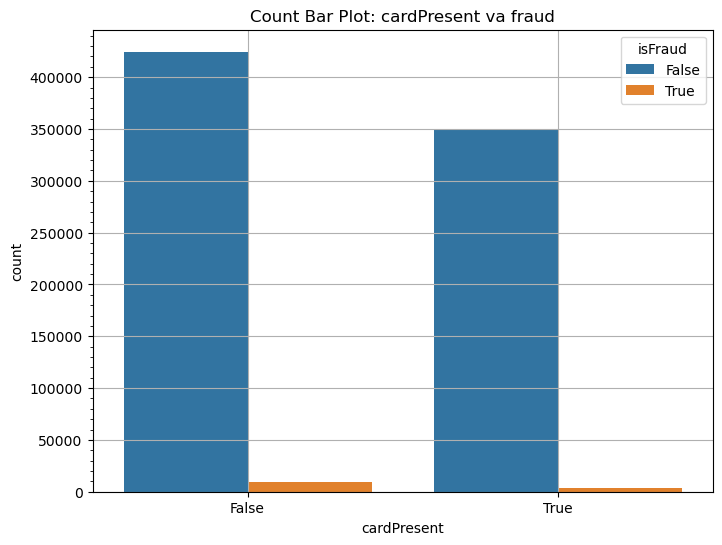 Count Bar Plot: cardPresent va fraud
isFraud
False
True
400000
350000
300000
250000
200000
150000
100000
50000
0
count
False
True
cardPresent